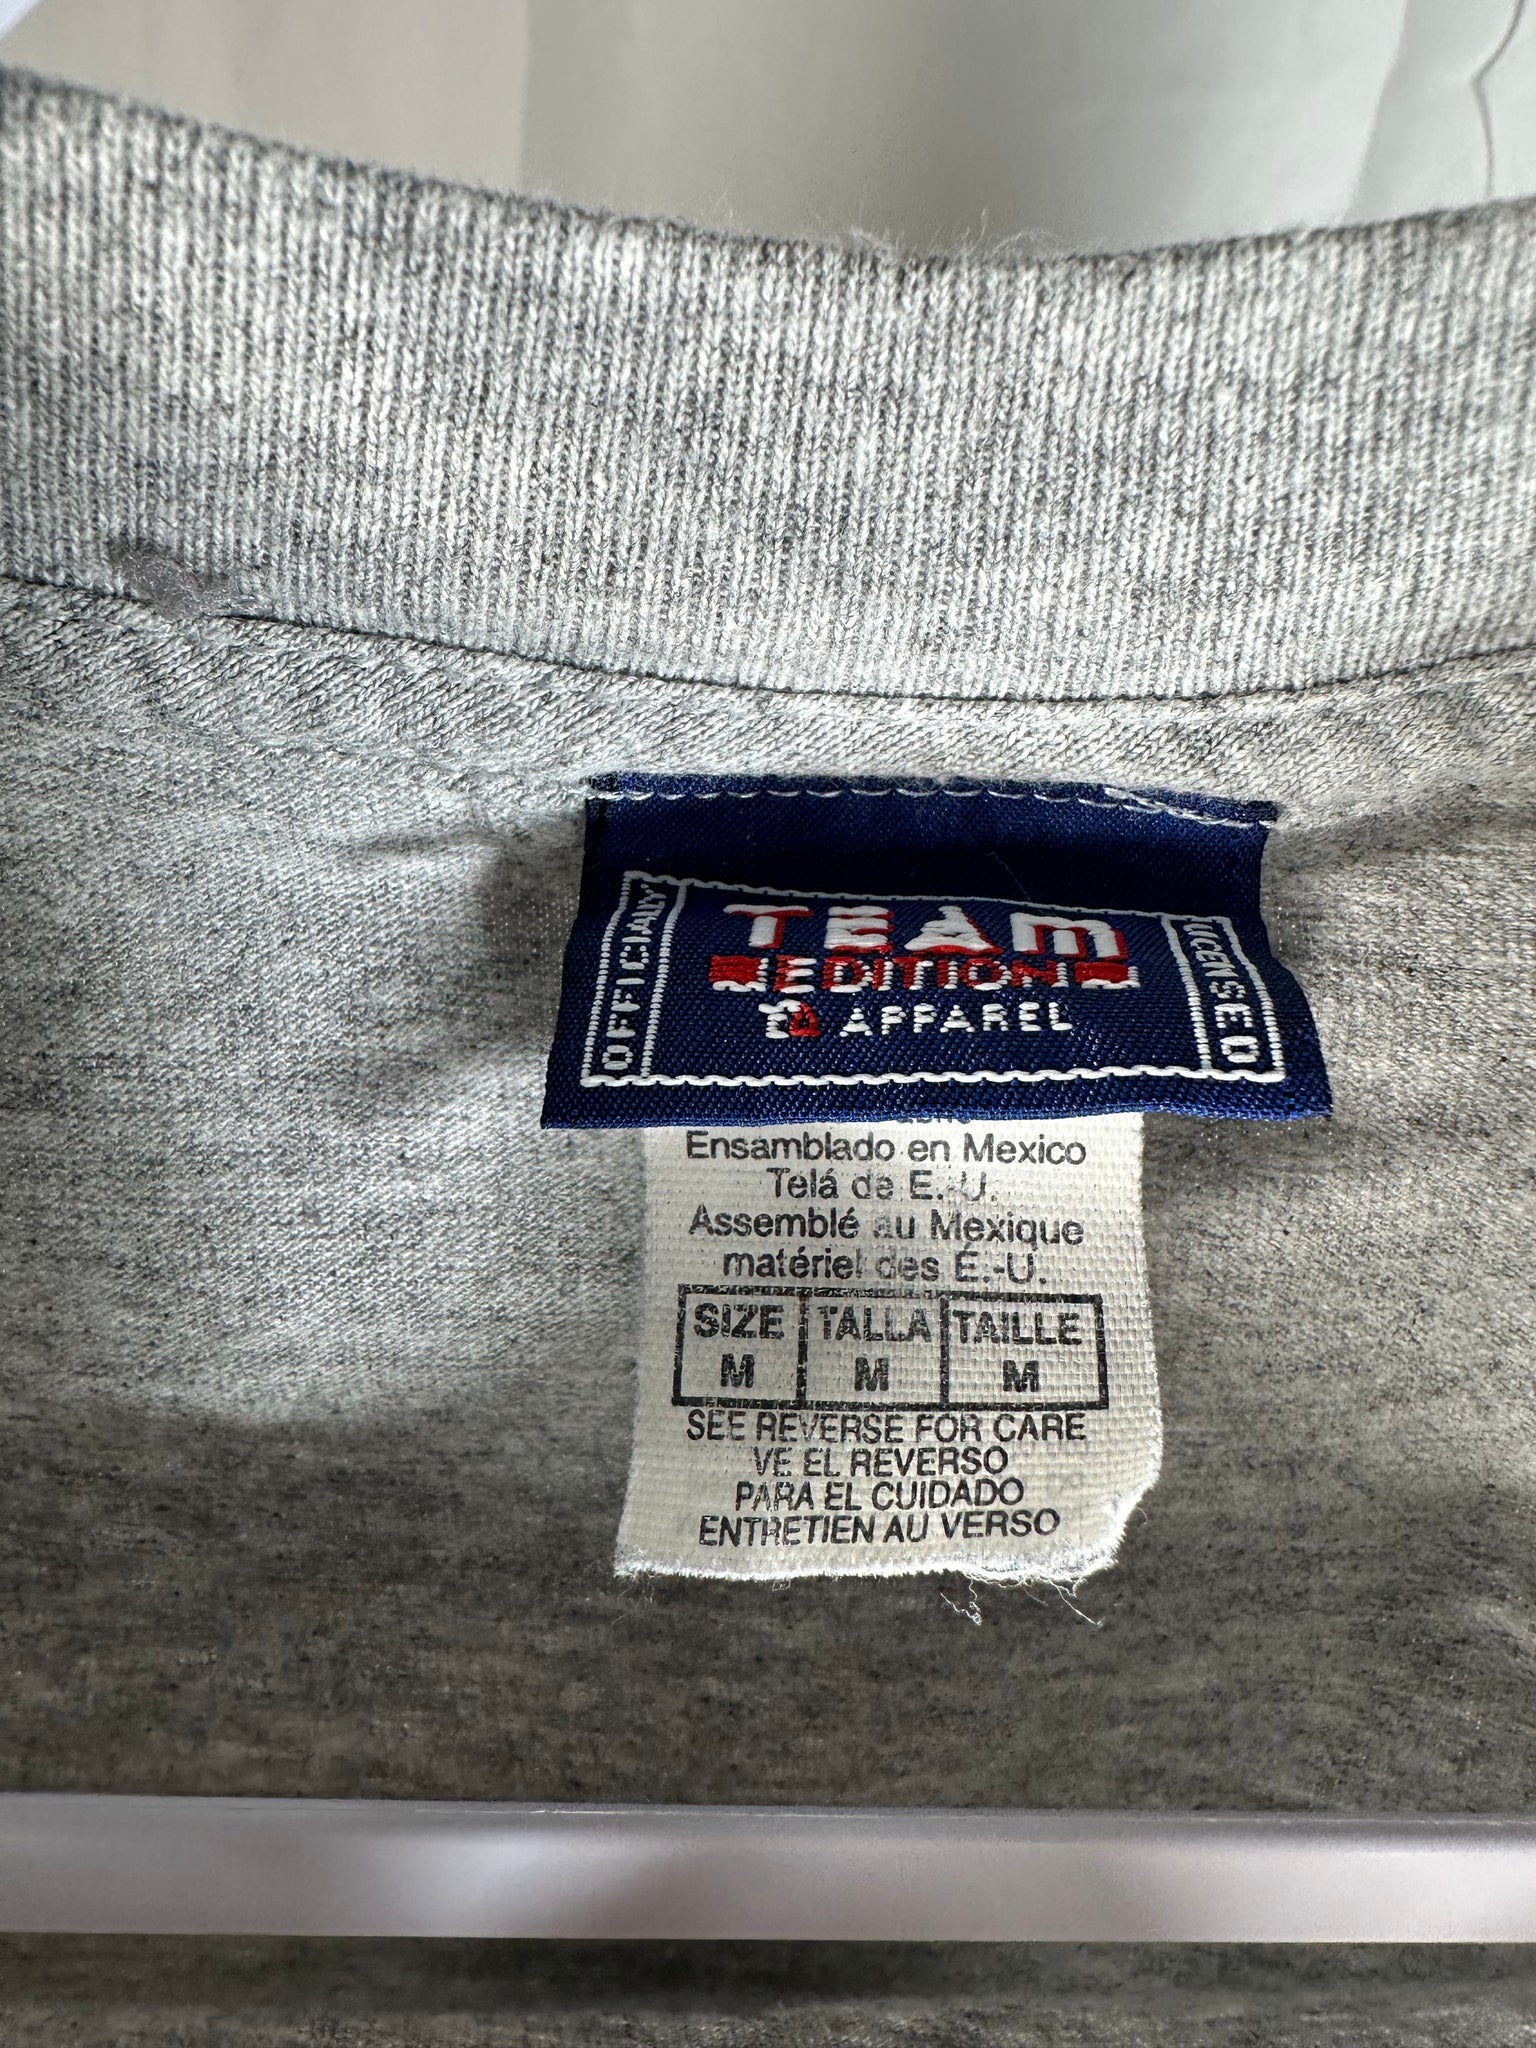 OFFICIALLY
TEAM
EDITION
APPAREL
LICENSED
Ensamblado en Mexico
Telá de E.-U.
Assemblé au Mexique
matériel des É.-U.
SIZE TALLA TAILLE
M M M
SEE REVERSE FOR CARE
VE EL REVERSO
PARA EL CUIDADO
ENTRETIEN AU VERSO